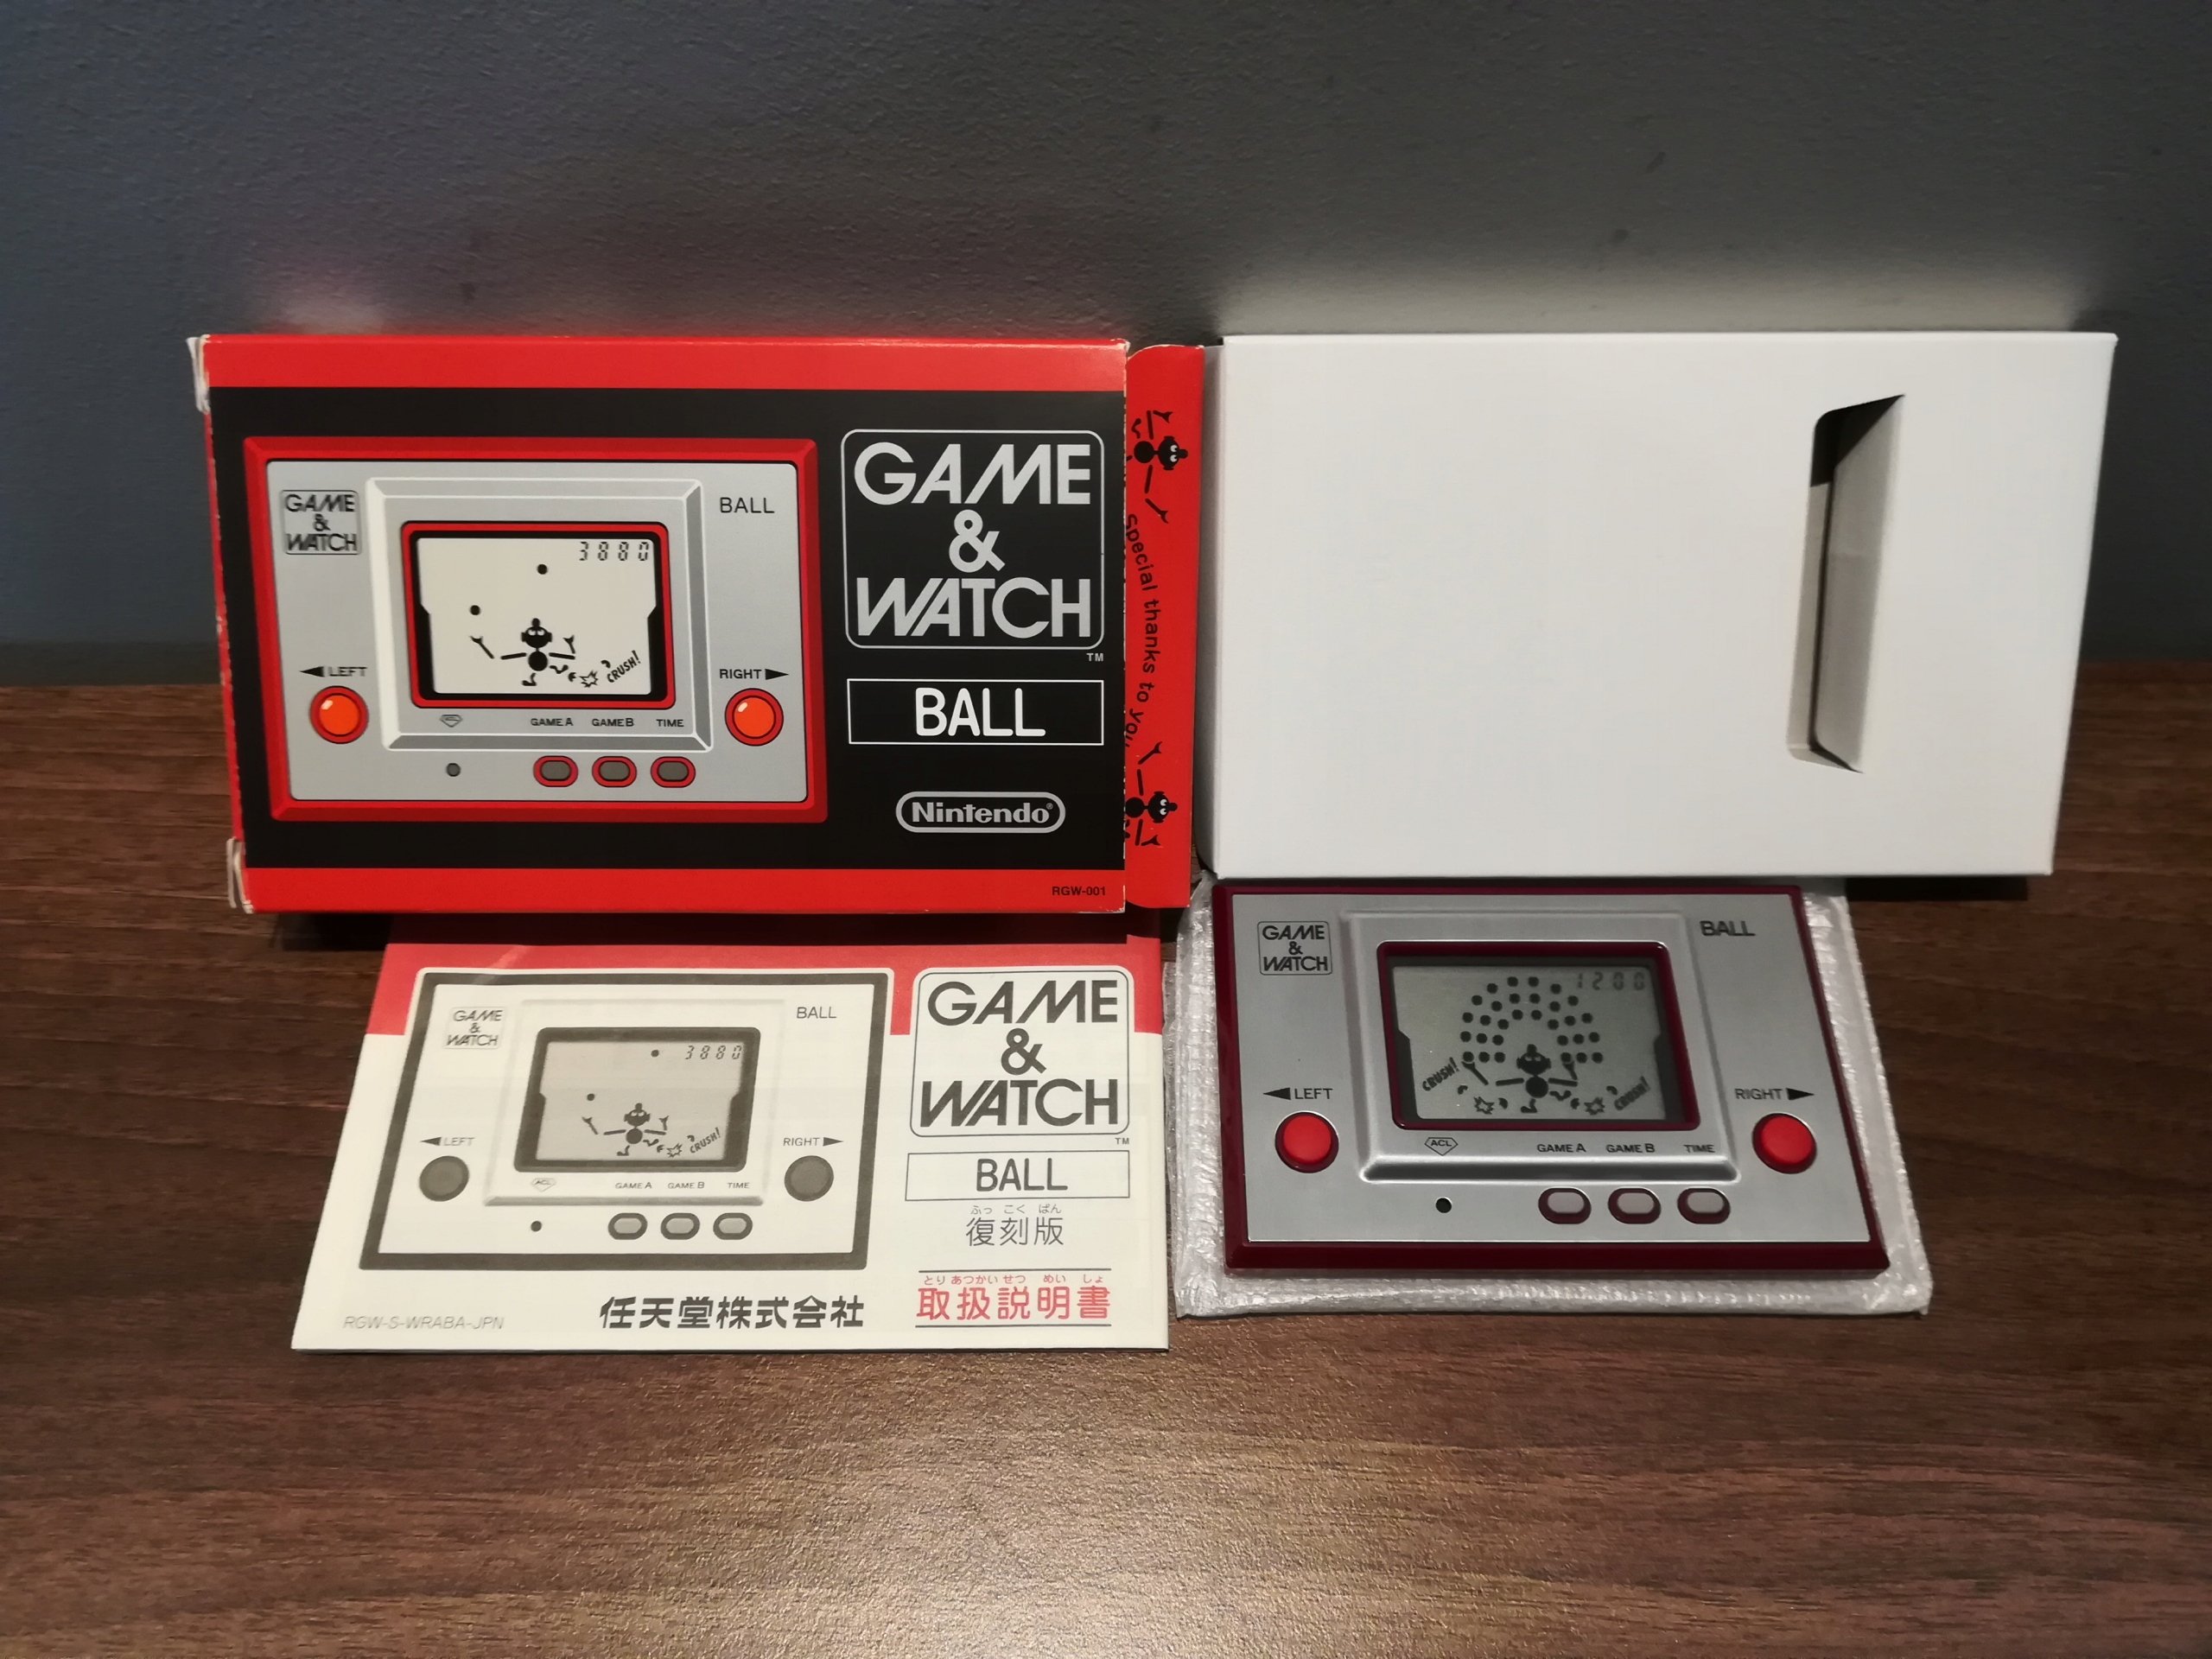 GAME
&
WATCH
BALL
3880
CRUSH!
◀LEFT
RIGHT▶
ACL
GAME A GAME B TIME
GAME
&
WATCH
TM
BALL
Nintendo®
RGW-001
special thanks to you
GAME
&
WATCH
BALL
3880
CRUSH!
◀LEFT
RIGHT▶
ACL
GAME A GAME B TIME
GAME
&
WATCH
TM
BALL
ふっ こく ばん
復刻版
とり あつかい せつ めい しょ
取扱説明書
任天堂株式会社
RGW-S-WRABA-JPN
GAME
&
WATCH
BALL
1200
CRUSH!
CRUSH!
◀LEFT
RIGHT▶
ACL
GAME A GAME B TIME